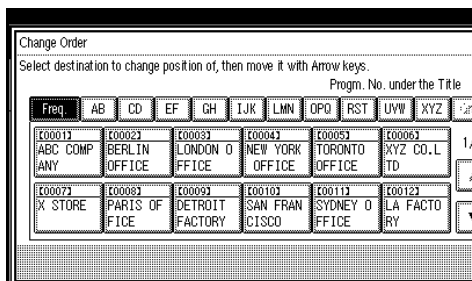 Change Order
Select destination to change position of, then move it with Arrow keys.
Progm. No. under the Title
Freq. AB CD EF GH IJK LMN OPQ RST UVW XYZ
[0001] [0002] [0003] [0004] [0005] [0006]
ABC COMP BERLIN LONDON O NEW YORK TORONTO XYZ CO.L
ANY OFFICE FFICE OFFICE OFFICE TD
1/
[0007] [0008] [0009] [0010] [0011] [0012]
X STORE PARIS OF DETROIT SAN FRAN SYDNEY O LA FACTO
FICE FACTORY CISCO FFICE RY